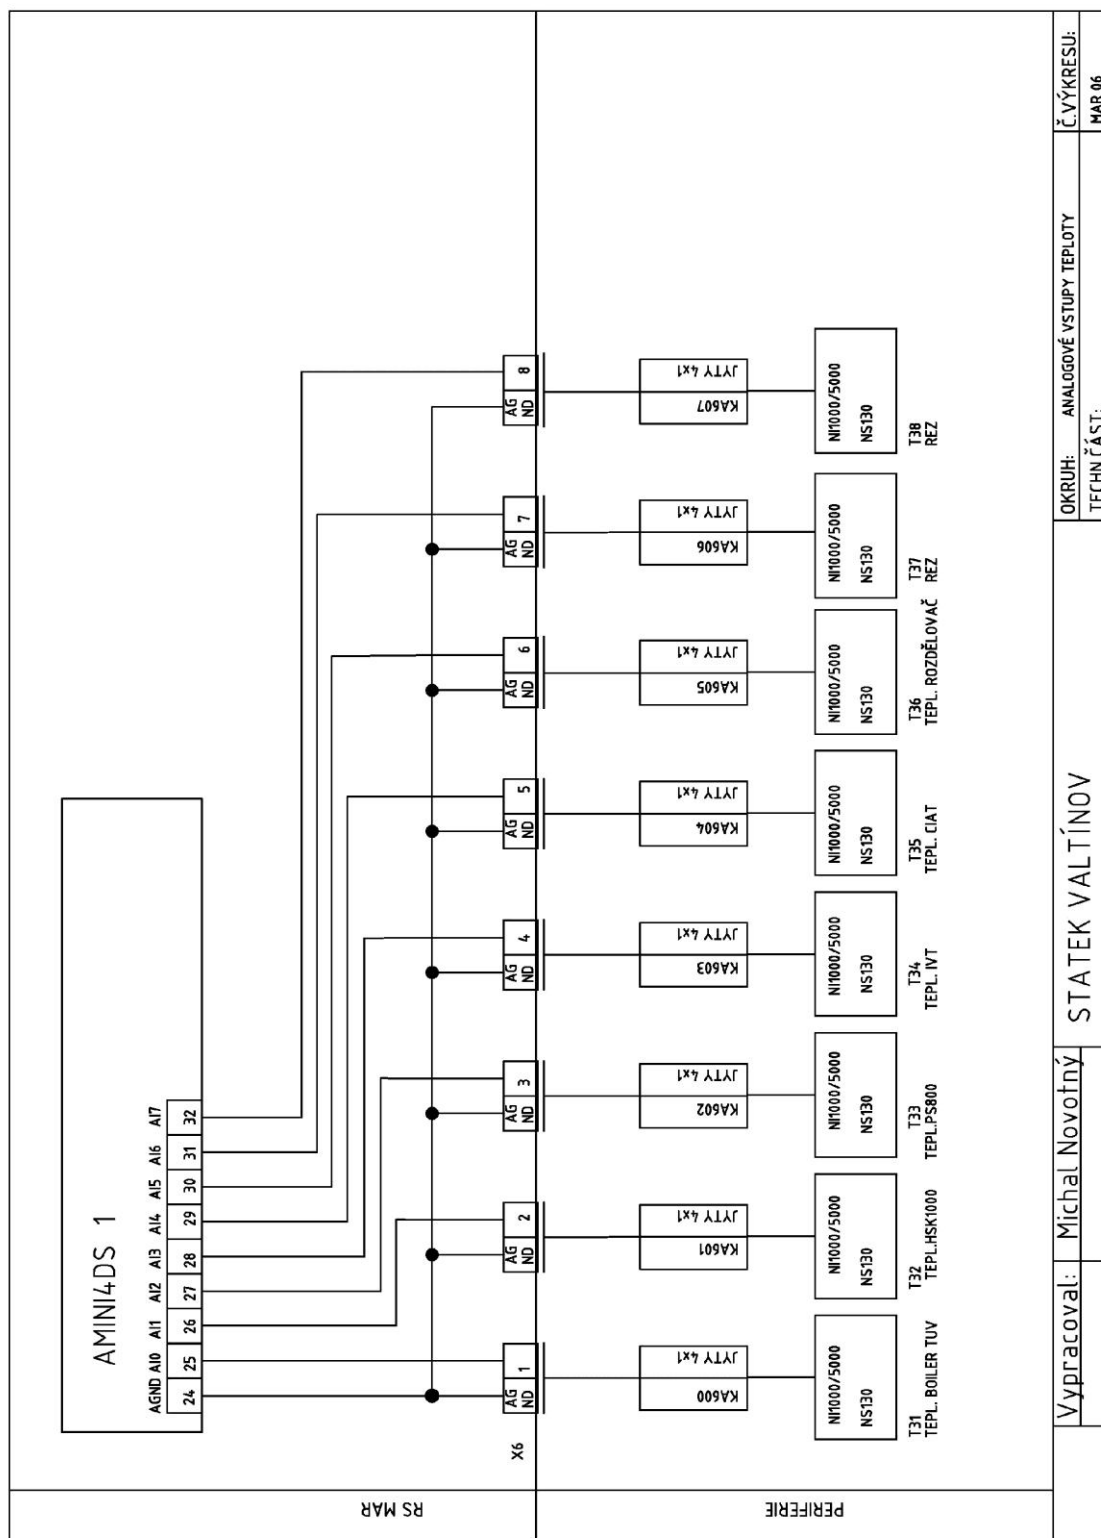 AMINI4DS 1
AGND AI0 AI1 AI2 AI3 AI4 AI5 AI6 AI7
24 25 26 27 28 29 30 31 32
RS MAR
X6
AG ND 1
AG ND 2
AG ND 3
AG ND 4
AG ND 5
AG ND 6
AG ND 7
AG ND 8
PERIFERIE
KA600 JYTY 4x1
KA601 JYTY 4x1
KA602 JYTY 4x1
KA603 JYTY 4x1
KA604 JYTY 4x1
KA605 JYTY 4x1
KA606 JYTY 4x1
KA607 JYTY 4x1
NI1000/5000
NS130
T31
TEPL. BOILER TUV
NI1000/5000
NS130
T32
TEPL.HSK1000
NI1000/5000
NS130
T33
TEPL.PS800
NI1000/5000
NS130
T34
TEPL. IVT
NI1000/5000
NS130
T35
TEPL. CIAT
NI1000/5000
NS130
T36
TEPL. ROZDĚLOVAČ
NI1000/5000
NS130
T37
REZ
NI1000/5000
NS130
T38
REZ
Vypracoval: Michal Novotný
STATEK VALTÍNOV
OKRUH: ANALOGOVÉ VSTUPY TEPLOTY
TECHN.ČÁST:
Č.VÝKRESU:
MAR 06